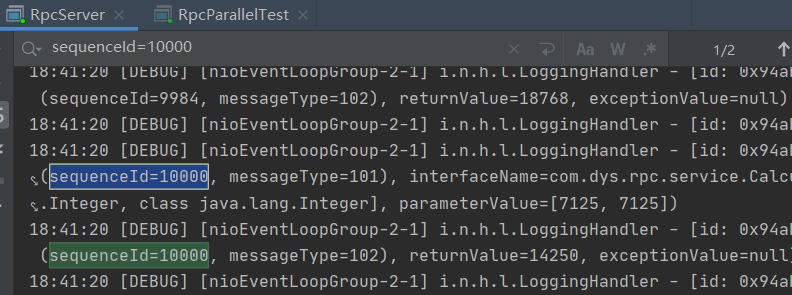 RpcServer × RpcParallelTest ×
sequenceId=10000 × Aa W .* 1/2
18:41:20 [DEBUG] [nioEventLoopGroup-2-1] i.n.h.l.LoggingHandler - [id: 0x94a
(sequenceId=9984, messageType=102), returnValue=18768, exceptionValue=null)
18:41:20 [DEBUG] [nioEventLoopGroup-2-1] i.n.h.l.LoggingHandler - [id: 0x94a
18:41:20 [DEBUG] [nioEventLoopGroup-2-1] i.n.h.l.LoggingHandler - [id: 0x94a
(sequenceId=10000, messageType=101), interfaceName=com.dys.rpc.service.Calcu
.Integer, class java.lang.Integer], parameterValue=[7125, 7125])
18:41:20 [DEBUG] [nioEventLoopGroup-2-1] i.n.h.l.LoggingHandler - [id: 0x94a
(sequenceId=10000, messageType=102), returnValue=14250, exceptionValue=null
18:41:20 [DEBUG] [nioEventLoopGroup-2-1] i.n.h.l.LoggingHandler - [id: 0x94a